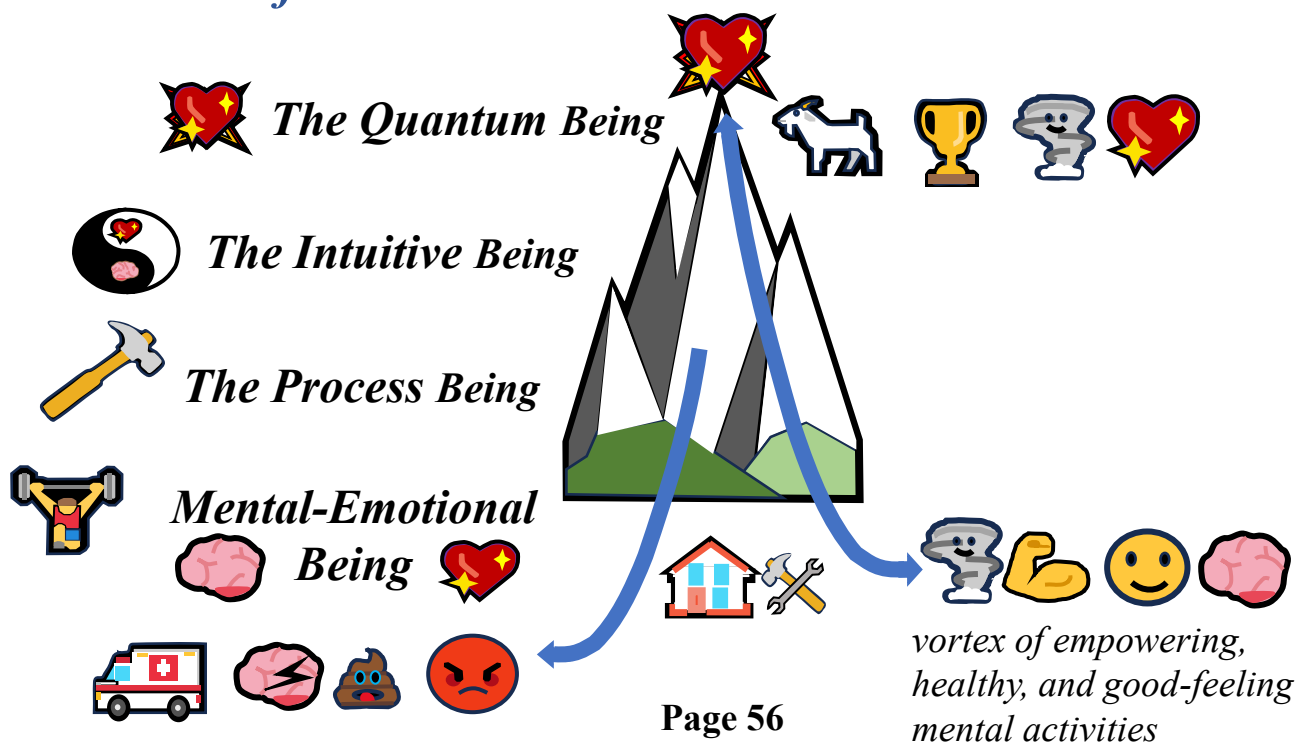 The Quantum Being
The Intuitive Being
The Process Being
Mental-Emotional
Being
vortex of empowering,
healthy, and good-feeling
mental activities
Page 56